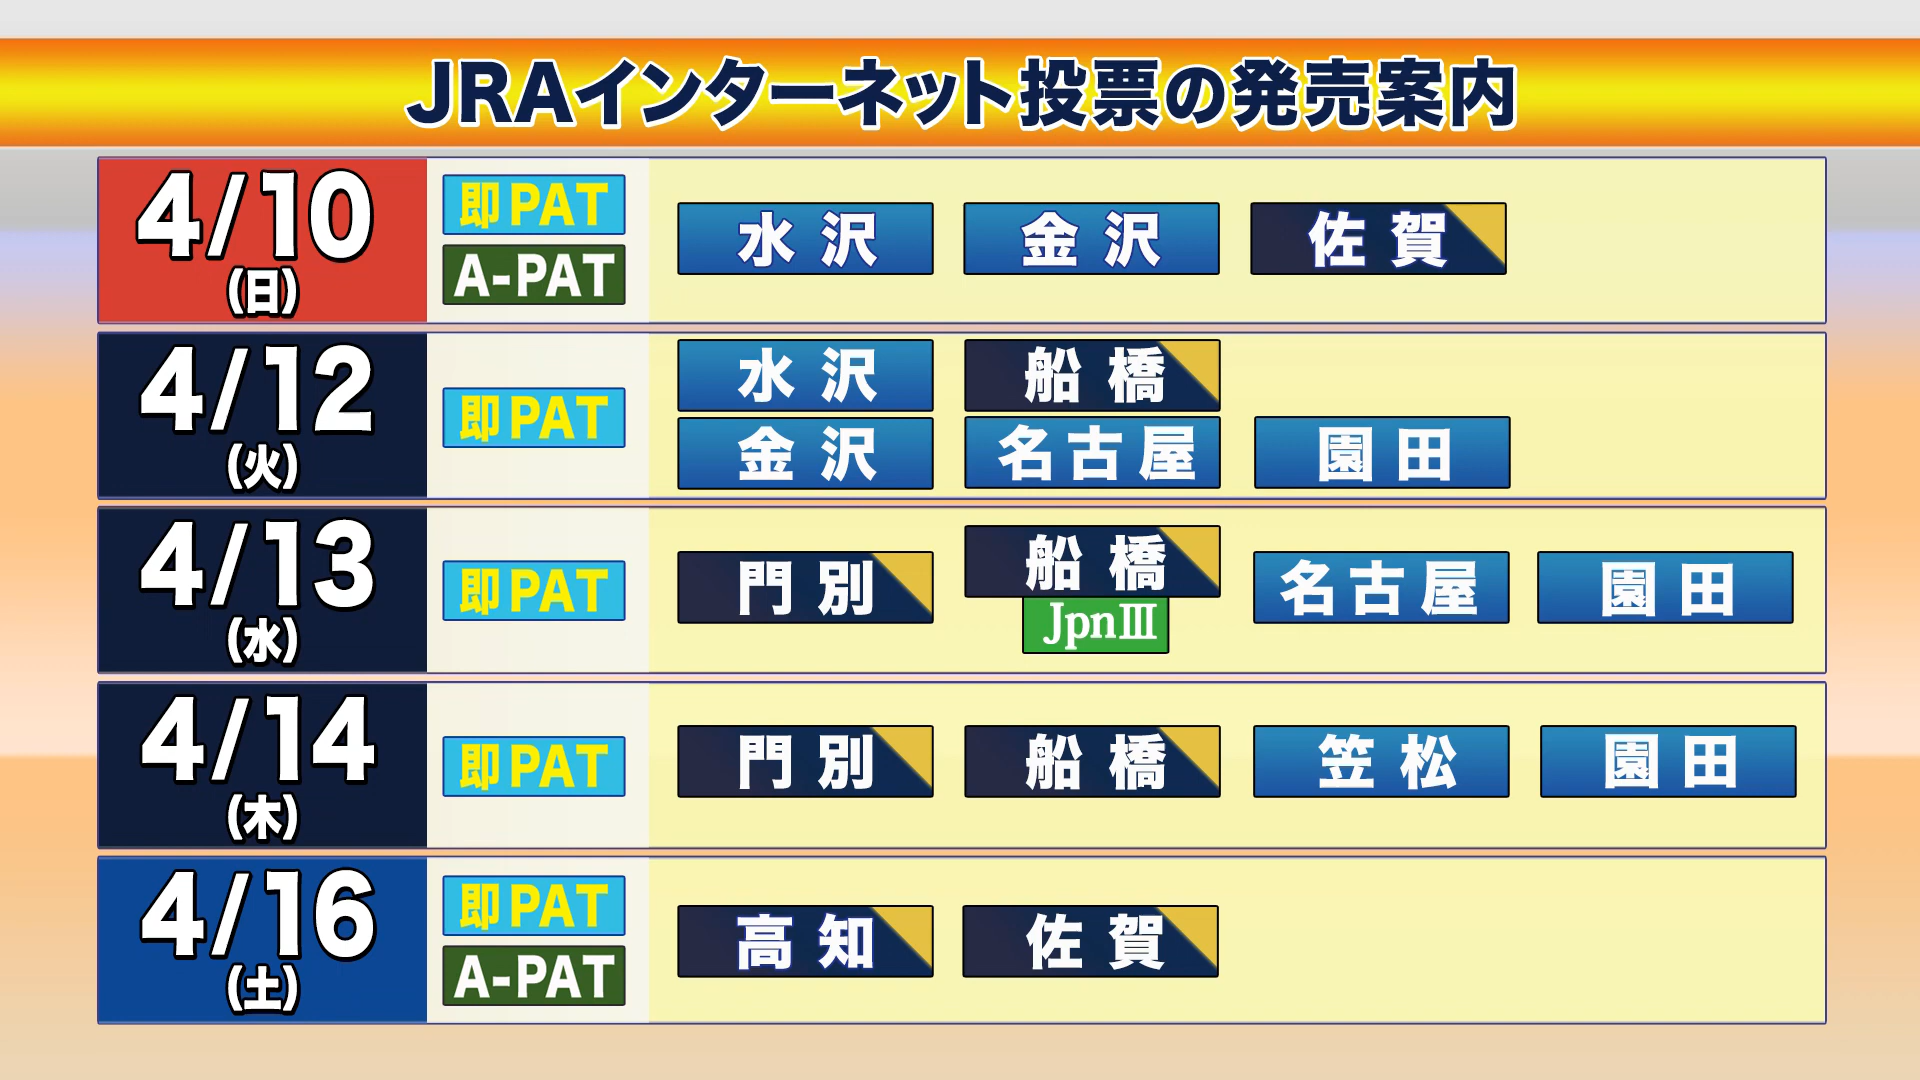 JRAインターネット投票の発売案内
4/10
(日)
即PAT
A-PAT
水沢 金沢 佐賀
4/12
(火)
即PAT
水沢 船橋
金沢 名古屋 園田
4/13
(水)
即PAT
門別 船橋 名古屋 園田
JpnⅢ
4/14
(木)
即PAT
門別 船橋 笠松 園田
4/16
(土)
即PAT
A-PAT
高知 佐賀